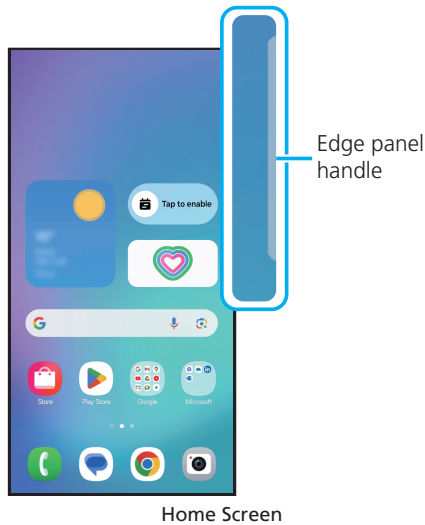 Edge panel
handle
Tap to enable
Store
Play Store
Google
Microsoft
Home Screen